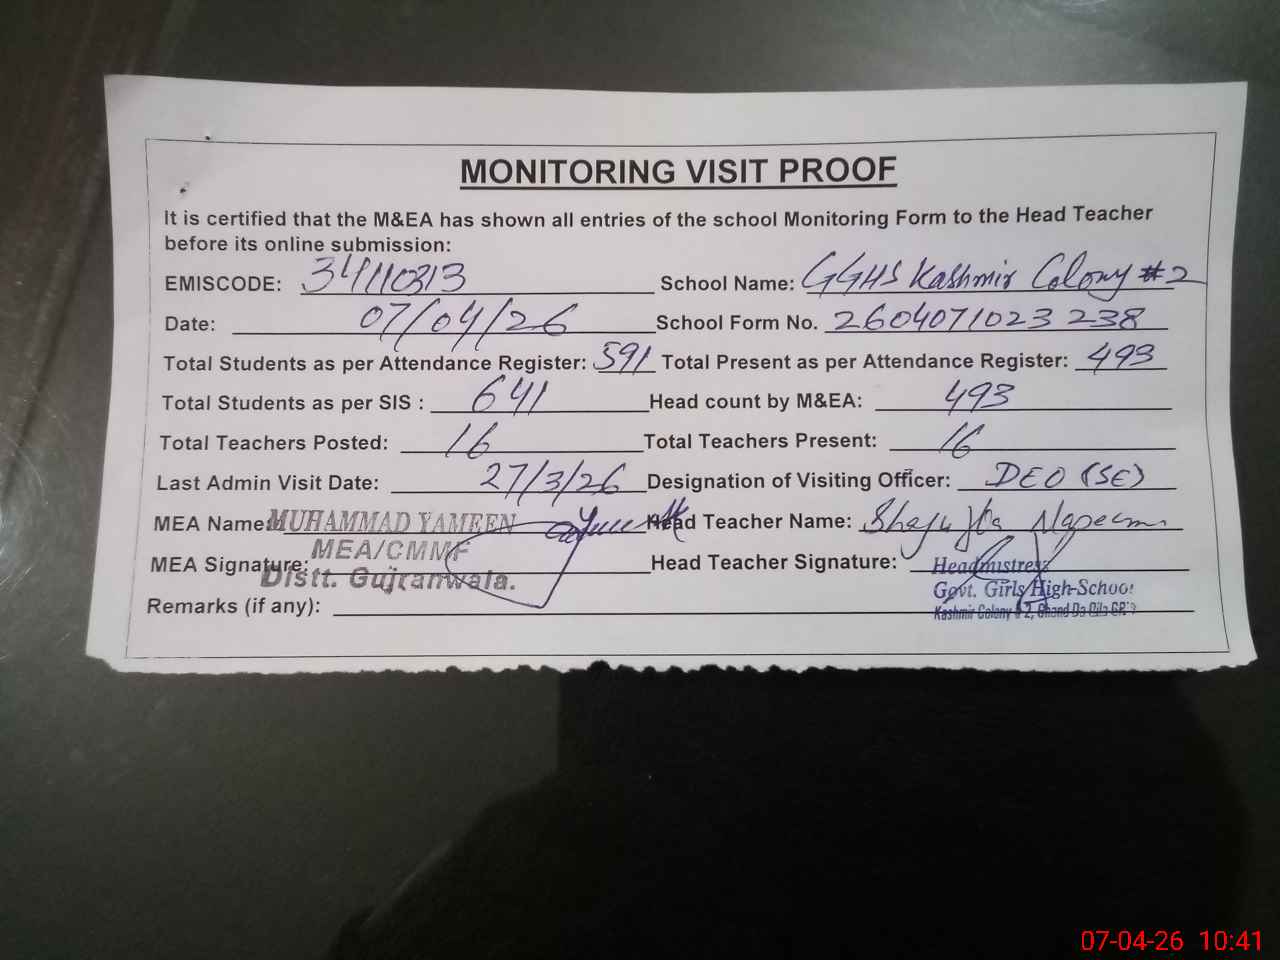 MONITORING VISIT PROOF
It is certified that the M&EA has shown all entries of the school Monitoring Form to the Head Teacher
before its online submission:
EMISCODE: 34110313 School Name: GGHS Kashmir Colony #2
Date: 07/04/26 School Form No. 2604071023238
Total Students as per Attendance Register: 591 Total Present as per Attendance Register: 493
Total Students as per SIS : 641 Head count by M&EA: 493
Total Teachers Posted: 16 Total Teachers Present: 16
Last Admin Visit Date: 27/3/26 Designation of Visiting Officer: DEO (SE)
MEA Name: MUHAMMAD YAMEEN Head Teacher Name:
MEA/CMMF
MEA Signature: Head Teacher Signature: Headmistress
Distt. Gujranwala. Govt. Girls High-School
Remarks (if any): Kashmir Colony # 2, Chand Da Qila
07-04-26 10:41